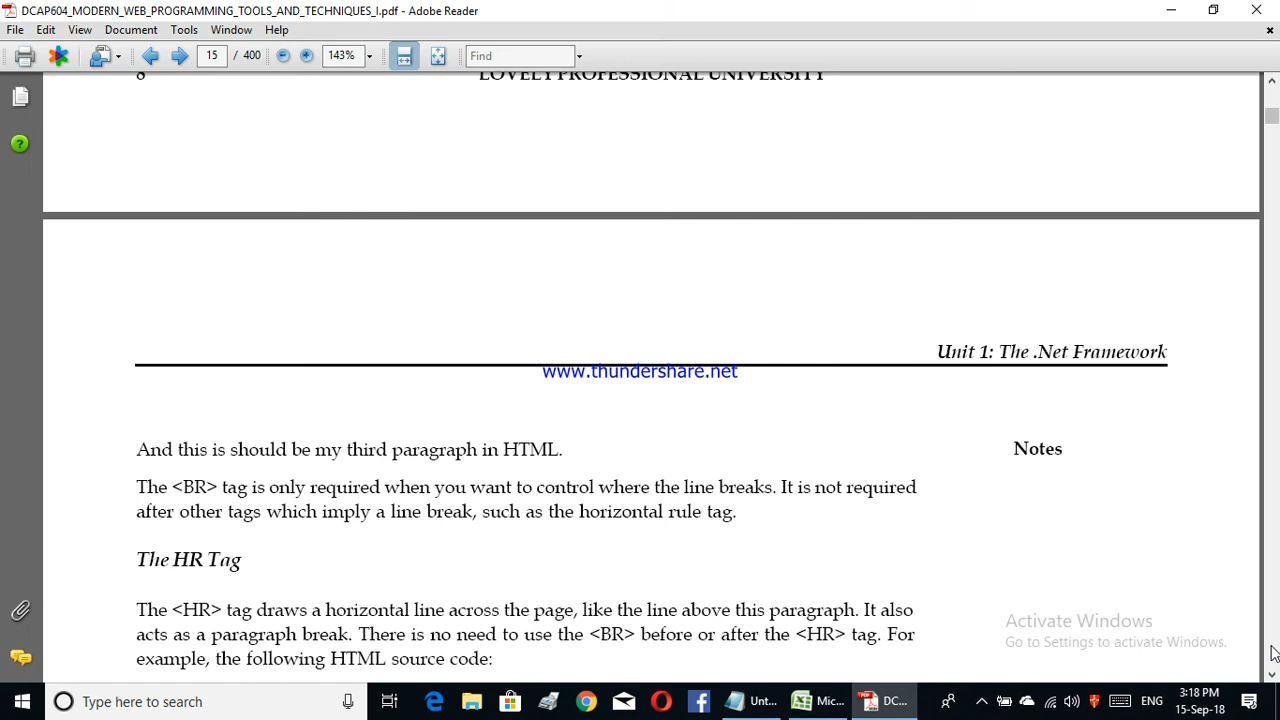 DCAP604_MODERN_WEB_PROGRAMMING_TOOLS_AND_TECHNIQUES_I.pdf - Adobe Reader
File Edit View Document Tools Window Help
15 / 400 143% Find
8 LOVELY PROFESSIONAL UNIVERSITY
Unit 1: The .Net Framework
www.thundershare.net
And this is should be my third paragraph in HTML. Notes
The <BR> tag is only required when you want to control where the line breaks. It is not required
after other tags which imply a line break, such as the horizontal rule tag.
The HR Tag
The <HR> tag draws a horizontal line across the page, like the line above this paragraph. It also
acts as a paragraph break. There is no need to use the <BR> before or after the <HR> tag. For
example, the following HTML source code:
Activate Windows
Go to Settings to activate Windows.
Type here to search Unt... Mic... DC... ENG 3:18 PM
15-Sep-18